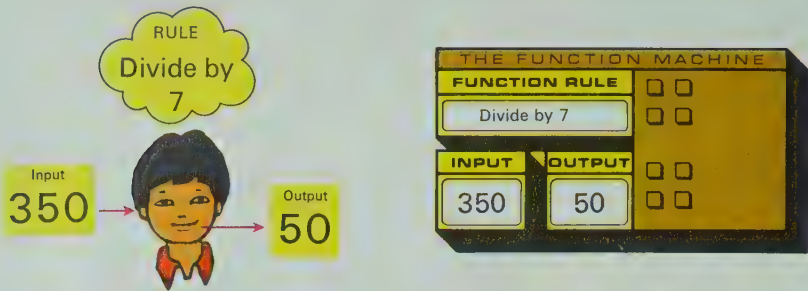 RULE
Divide by
7
Input
350
Output
50
THE FUNCTION MACHINE
FUNCTION RULE
Divide by 7
INPUT
OUTPUT
350
50